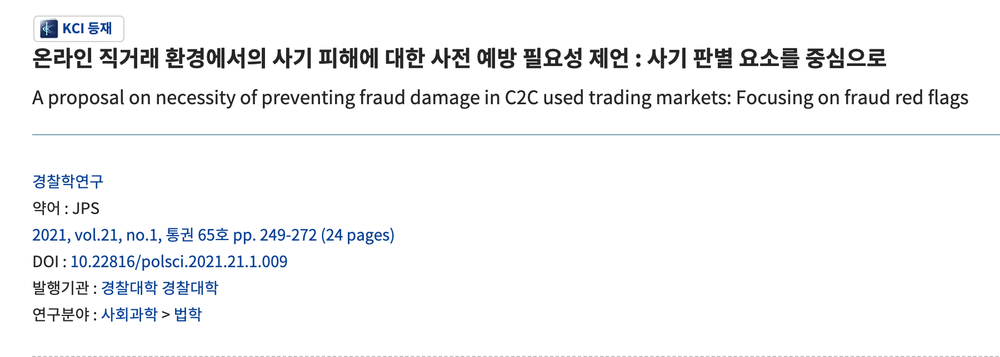 KCI 등재
온라인 직거래 환경에서의 사기 피해에 대한 사전 예방 필요성 제언 : 사기 판별 요소를 중심으로
A proposal on necessity of preventing fraud damage in C2C used trading markets: Focusing on fraud red flags
경찰학연구
약어 : JPS
2021, vol.21, no.1, 통권 65호 pp. 249-272 (24 pages)
DOI : 10.22816/polsci.2021.21.1.009
발행기관 : 경찰대학 경찰대학
연구분야 : 사회과학 > 법학